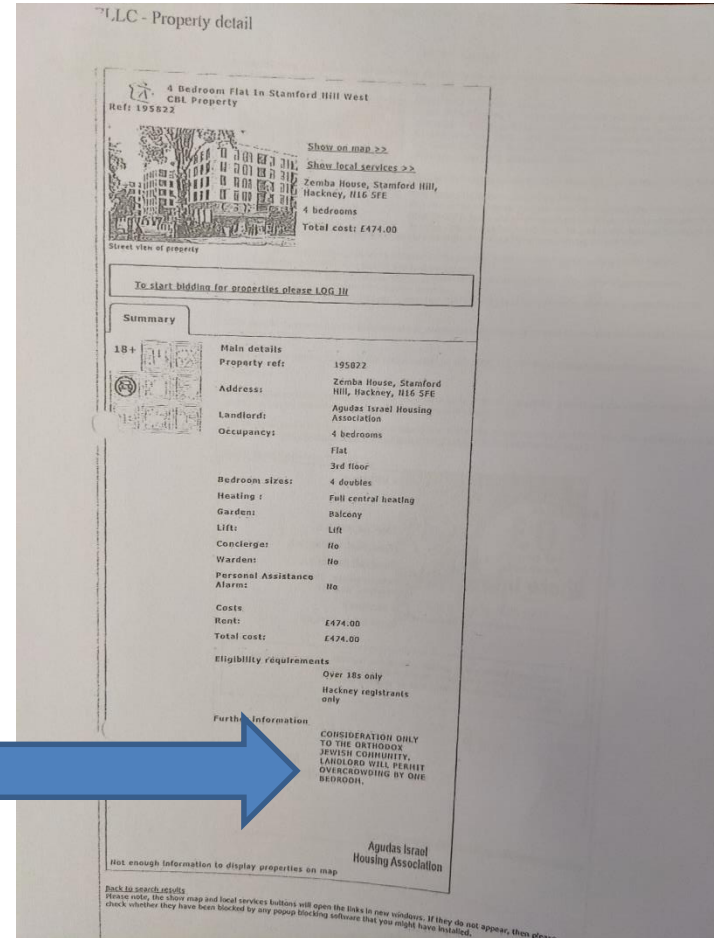 PLLC - Property detail
4 Bedroom Flat In Stamford Hill West
CBL Property
Ref: 195822
Show on map >>
Show local services >>
Zemba House, Stamford Hill,
Hackney, N16 5FE
4 bedrooms
Total cost: £474.00
Street view of property
To start bidding for properties please LOG IN
Summary
18+
Main details
Property ref: 195822
Address: Zemba House, Stamford
Hill, Hackney, N16 5FE
Landlord: Agudas Israel Housing
Association
Occupancy: 4 bedrooms
Flat
3rd floor
Bedroom sizes: 4 doubles
Heating : Full central heating
Garden: Balcony
Lift: Lift
Concierge: No
Warden: No
Personal Assistance
Alarm: No
Costs
Rent: £474.00
Total cost: £474.00
Eligibility requirements
Over 18s only
Hackney registrants
only
Further information
CONSIDERATION ONLY
TO THE ORTHODOX
JEWISH COMMUNITY,
LANDLORD WILL PERMIT
OVERCROWDING BY ONE
BEDROOM.
Agudas Israel
Housing Association
Not enough information to display properties on map
Back to search results
Please note, the show map and local services buttons will open the links in new windows. If they do not appear, then please
check whether they have been blocked by any popup blocking software that you might have installed.